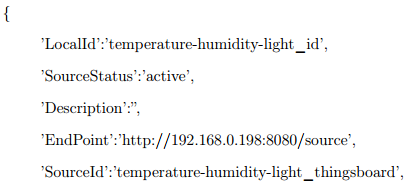 {
'LocalId':'temperature-humidity-light_id',
'SourceStatus':'active',
'Description':'',
'EndPoint':'http://192.168.0.198:8080/source',
'SourceId':'temperature-humidity-light_thingsboard',